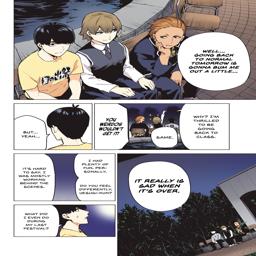 WELL...
GOING BACK
TO NORMAL
TOMORROW IS
GONNA BUM ME
OUT A LITTLE...
WHY? I'M
THRILLED
TO BE
GOING BACK
TO CLASS.
SAME.
YOU
WEIRDOS
WOULDN'T
GET IT!!!
BUT...
YEAH...
I HAD
PLENTY OF
FUN, PER-
SONALLY.
DO YOU FEEL
DIFFERENTLY,
UESUGI-KUN?
IT'S HARD
TO SAY. I
WAS MOSTLY
WORKING
BEHIND THE
SCENES.
WHAT DID I
EVEN DO
DURING MY
LAST FESTIVAL?
IT REALLY IS
SAD WHEN
IT'S OVER.